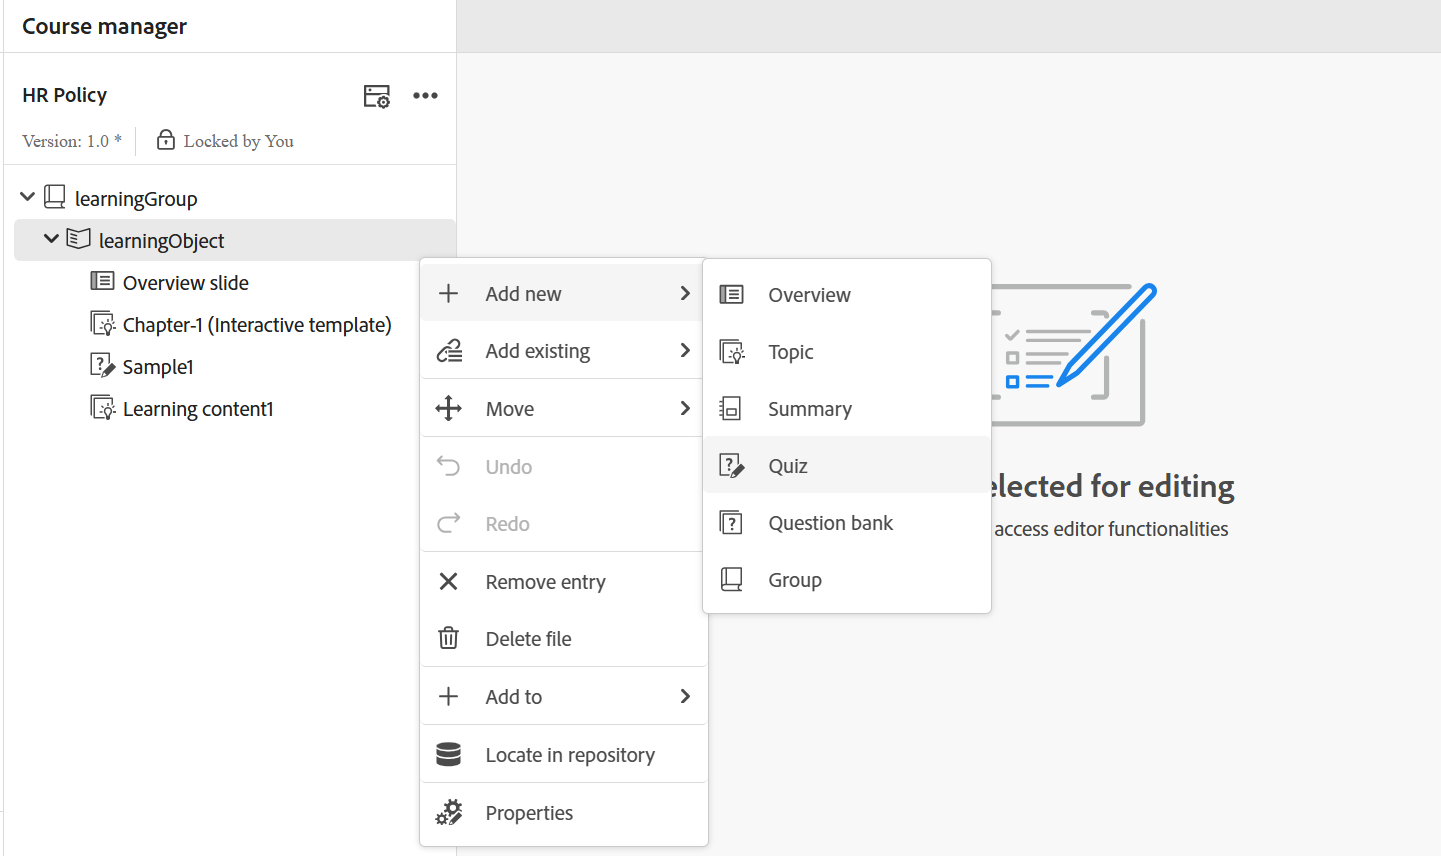 Course manager
HR Policy
Version: 1.0 *
Locked by You
learningGroup
learningObject
Overview slide
Chapter-1 (Interactive template)
Sample1
Learning content1
Add new
Add existing
Move
Undo
Redo
Remove entry
Delete file
Add to
Locate in repository
Properties
Overview
Topic
Summary
Quiz
Question bank
Group
elected for editing
access editor functionalities